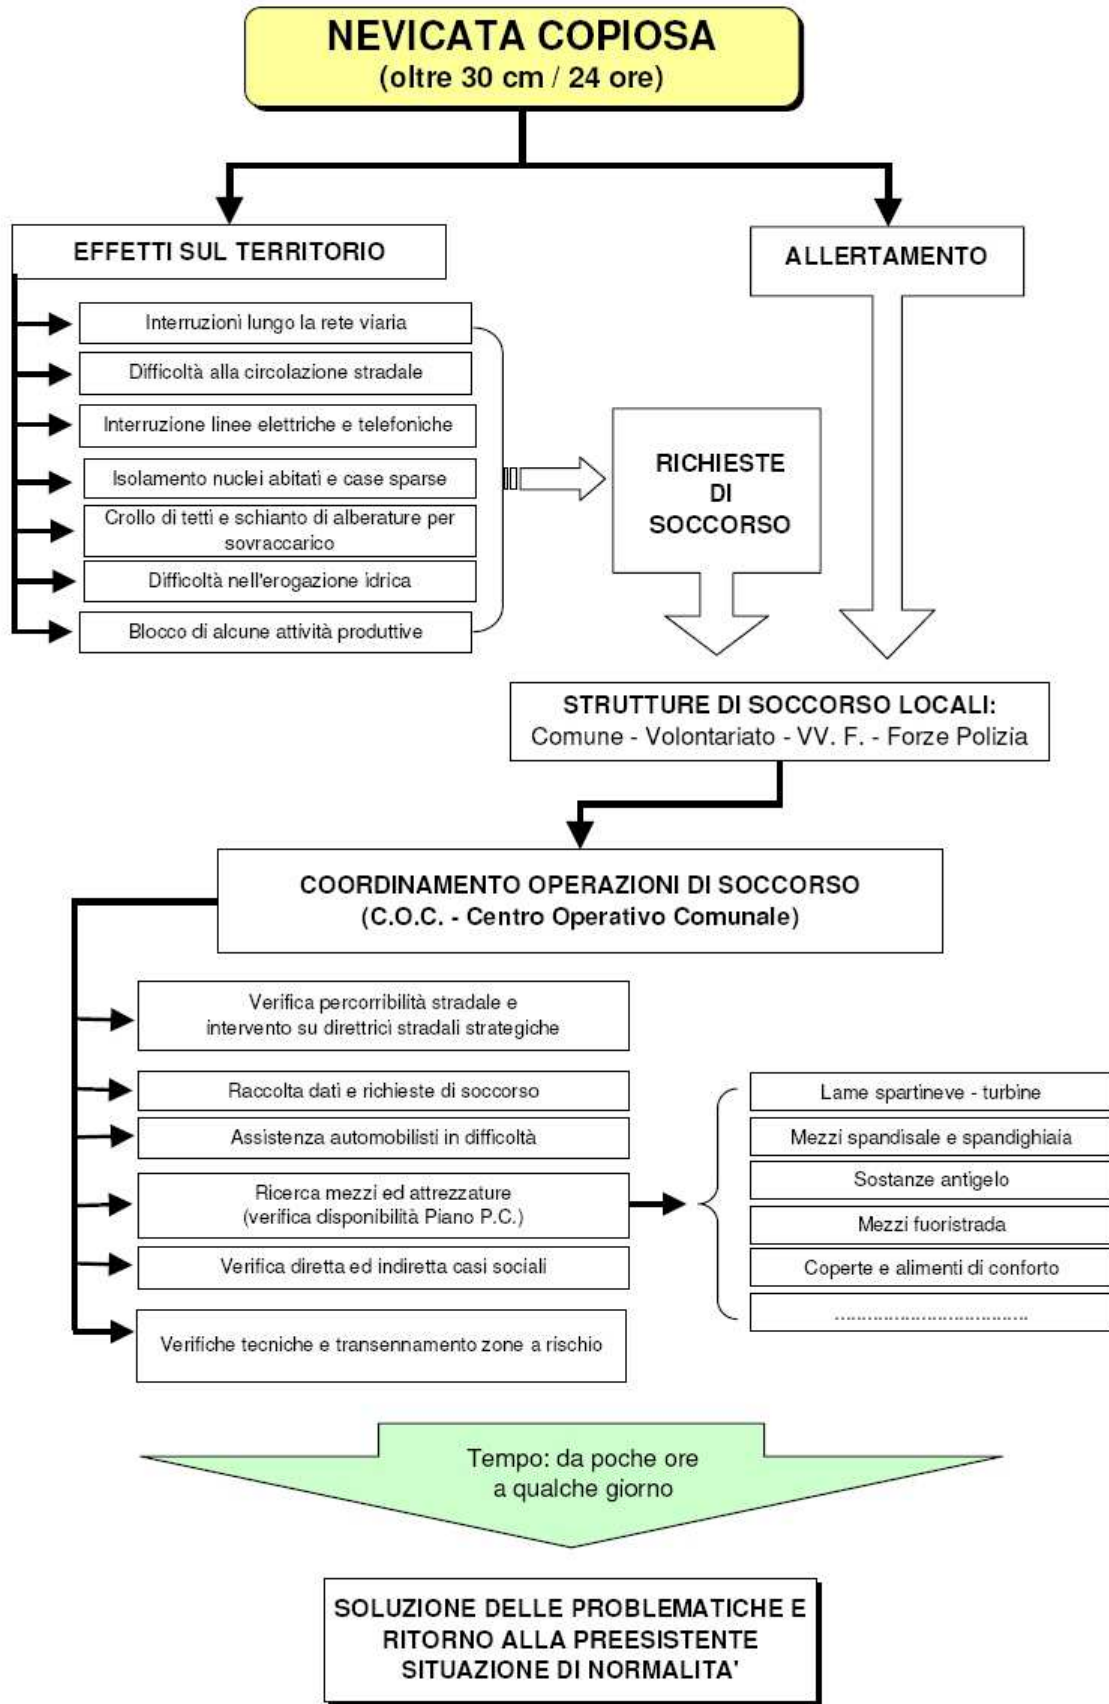 NEVICATA COPIOSA
(oltre 30 cm / 24 ore)
EFFETTI SUL TERRITORIO
ALLERTAMENTO
Interruzioni lungo la rete viaria
Difficoltà alla circolazione stradale
Interruzione linee elettriche e telefoniche
Isolamento nuclei abitati e case sparse
Crollo di tetti e schianto di alberature per
sovraccarico
Difficoltà nell'erogazione idrica
Blocco di alcune attività produttive
RICHIESTE
DI
SOCCORSO
STRUTTURE DI SOCCORSO LOCALI:
Comune - Volontariato - VV. F. - Forze Polizia
COORDINAMENTO OPERAZIONI DI SOCCORSO
(C.O.C. - Centro Operativo Comunale)
Verifica percorribilità stradale e
intervento su direttrici stradali strategiche
Raccolta dati e richieste di soccorso
Assistenza automobilisti in difficoltà
Ricerca mezzi ed attrezzature
(verifica disponibilità Piano P.C.)
Verifica diretta ed indiretta casi sociali
Verifiche tecniche e transennamento zone a rischio
Lame spartineve - turbine
Mezzi spandisale e spandighiaia
Sostanze antigelo
Mezzi fuoristrada
Coperte e alimenti di conforto
....................................
Tempo: da poche ore
a qualche giorno
SOLUZIONE DELLE PROBLEMATICHE E
RITORNO ALLA PREESISTENTE
SITUAZIONE DI NORMALITA'